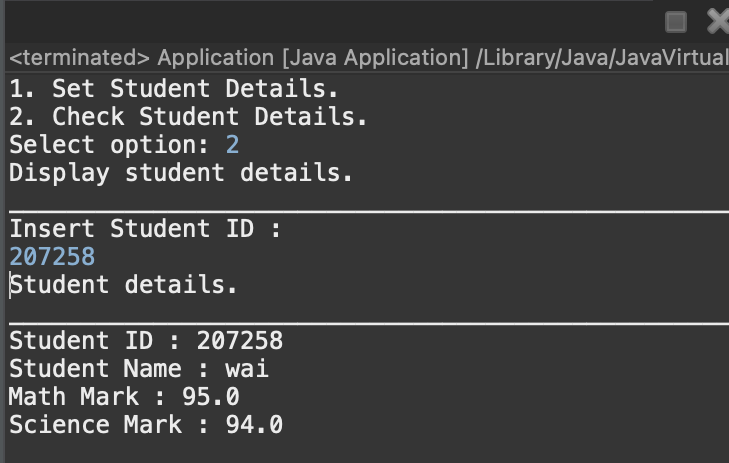 <terminated> Application [Java Application] /Library/Java/JavaVirtual
1. Set Student Details.
2. Check Student Details.
Select option: 2
Display student details.
Insert Student ID :
207258
Student details.
Student ID : 207258
Student Name : wai
Math Mark : 95.0
Science Mark : 94.0